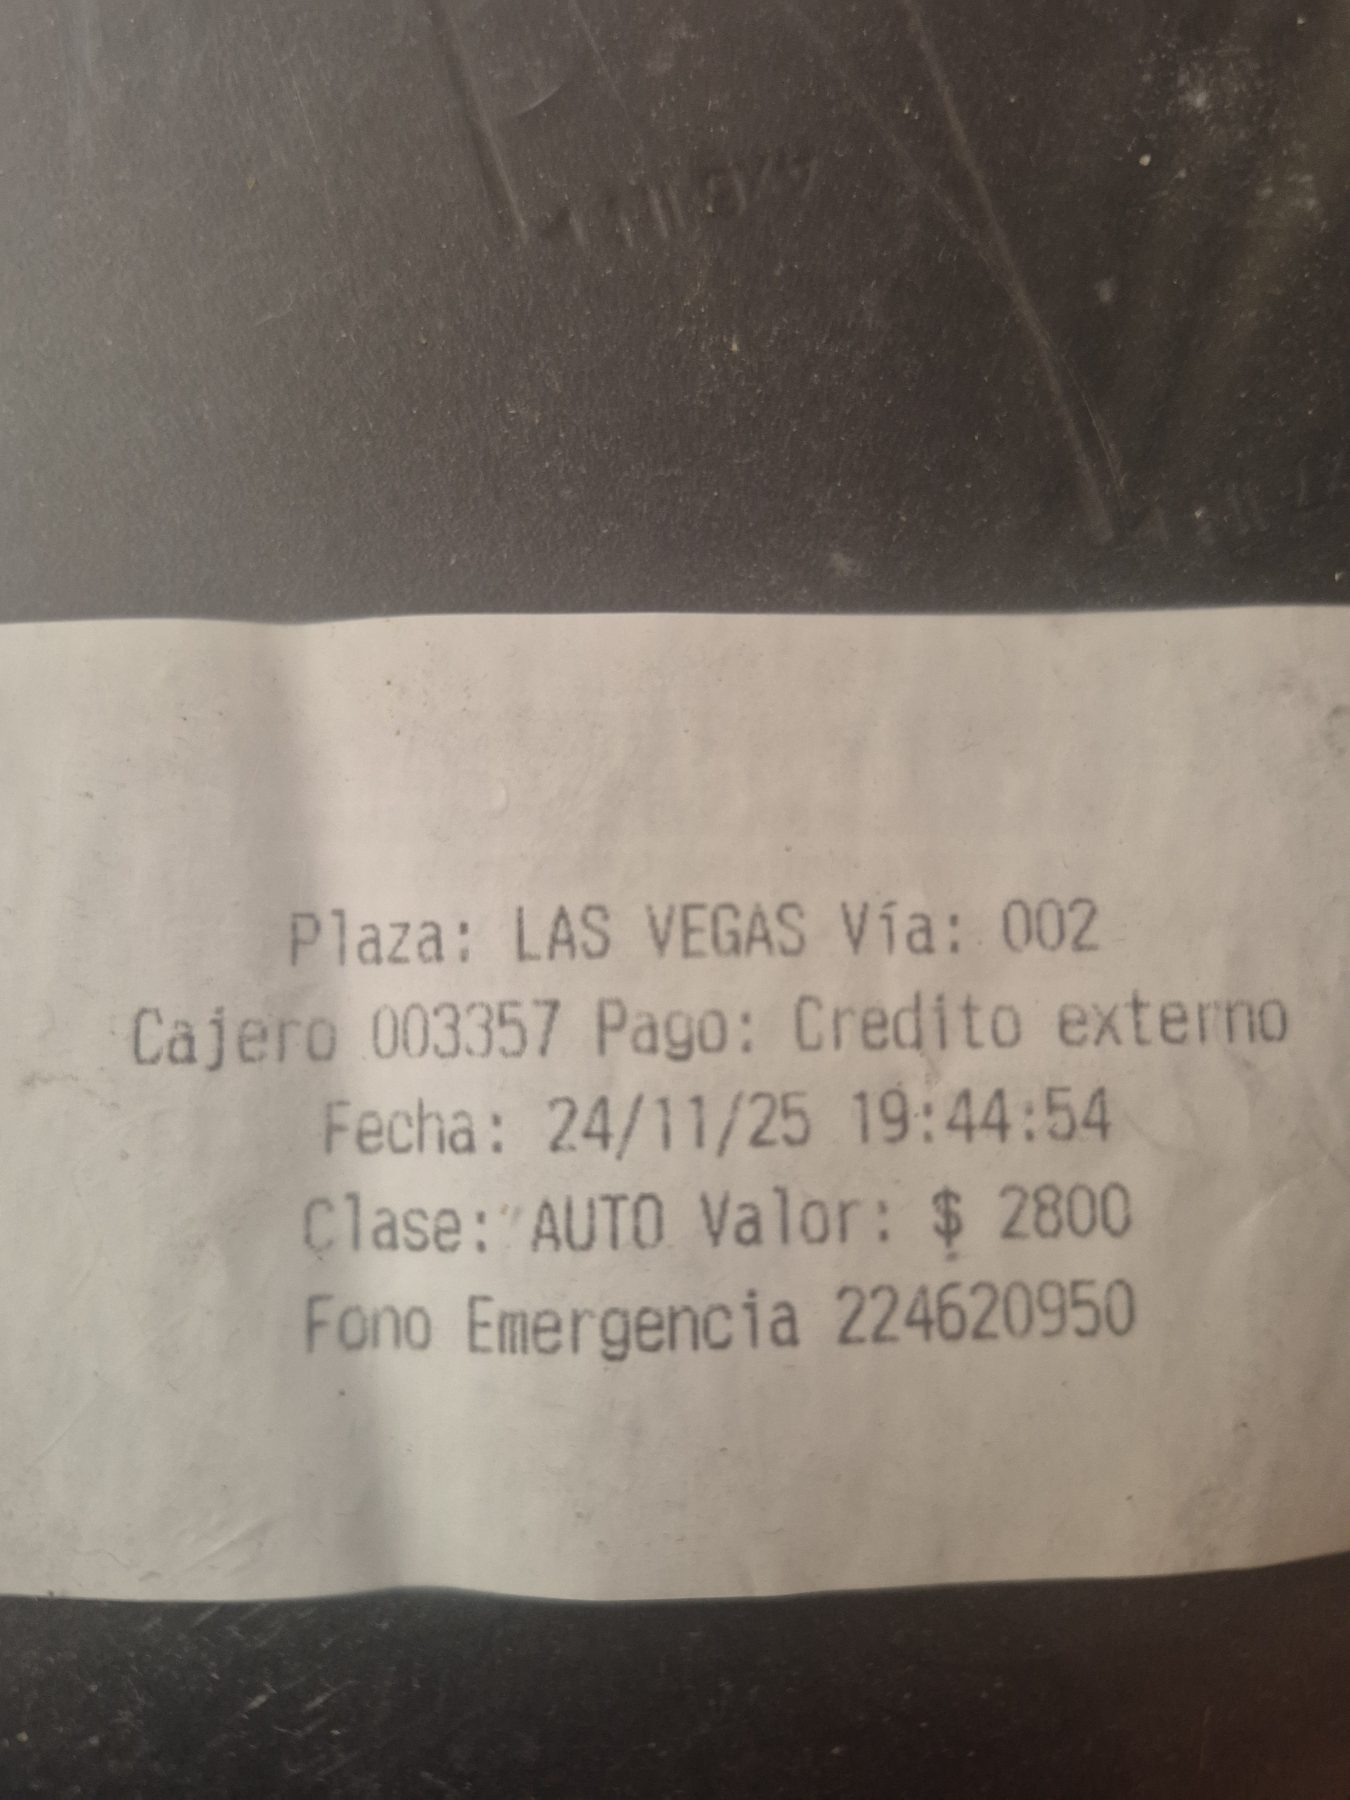 Plaza: LAS VEGAS Vía: 002
Cajero 003357 Pago: Credito externo
Fecha: 24/11/25 19:44:54
Clase: AUTO Valor: $ 2800
Fono Emergencia 224620950